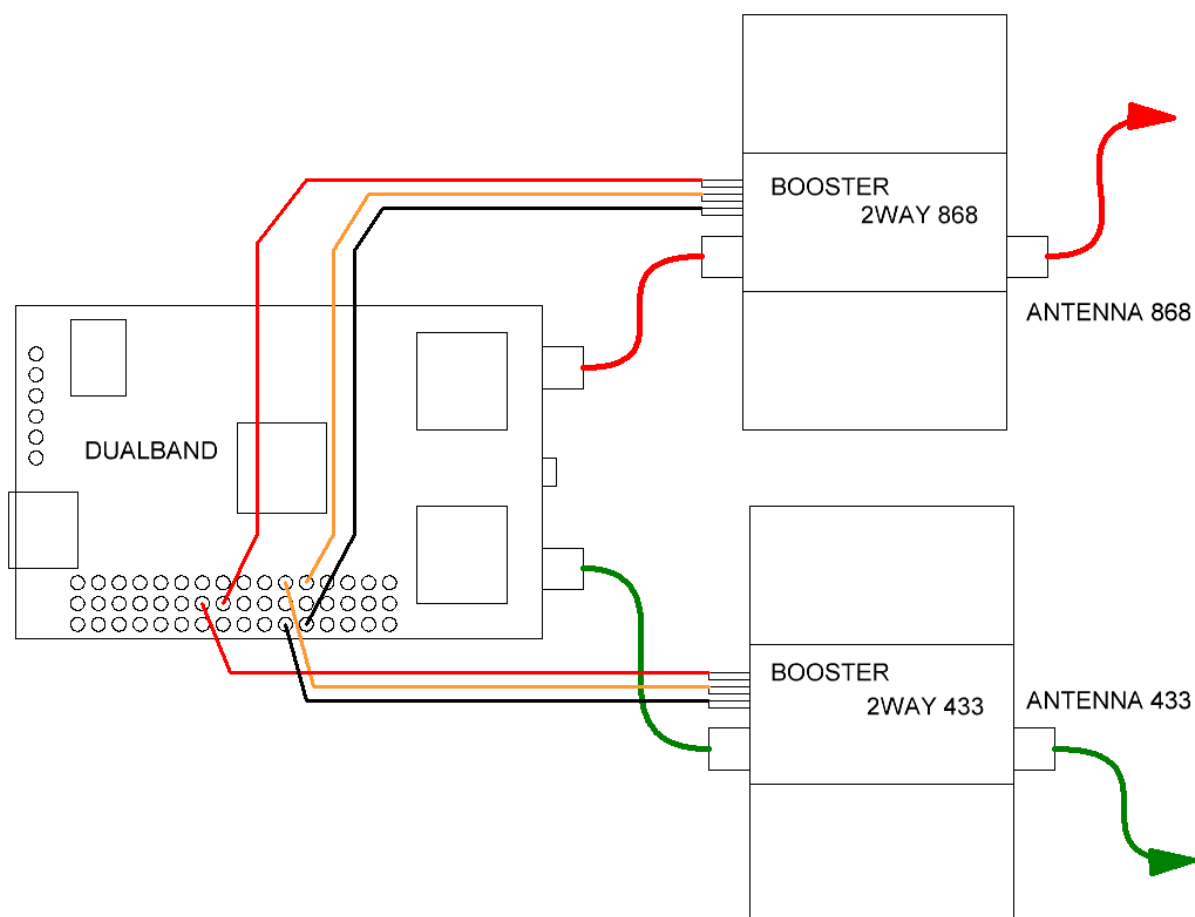 BOOSTER
2WAY 868
ANTENNA 868
DUALBAND
BOOSTER
2WAY 433
ANTENNA 433